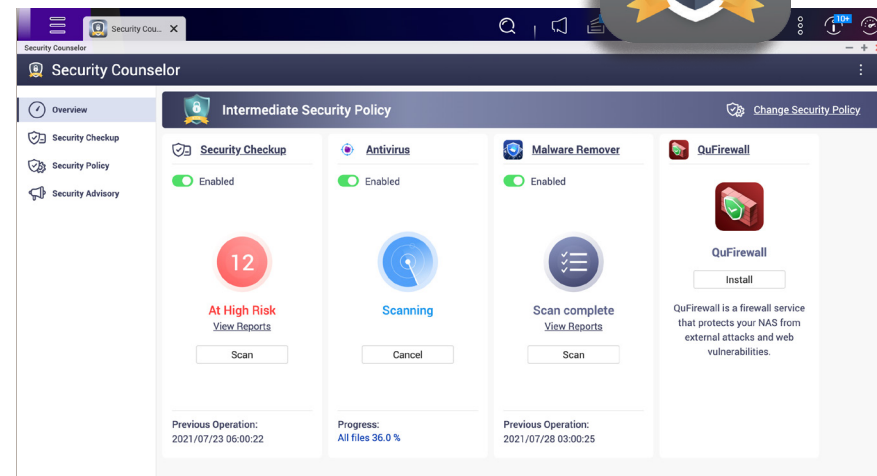 Security Cou...
10+
Security Counselor
Security Counselor
Overview
Security Checkup
Security Policy
Security Advisory
Intermediate Security Policy
Change Security Policy
Security Checkup
Enabled
12
At High Risk
View Reports
Scan
Previous Operation:
2021/07/23 06:00:22
Antivirus
Enabled
Scanning
Cancel
Progress:
All files 36.0 %
Malware Remover
Enabled
Scan complete
View Reports
Scan
Previous Operation:
2021/07/28 03:00:25
QuFirewall
QuFirewall
Install
QuFirewall is a firewall service
that protects your NAS from
external attacks and web
vulnerabilities.